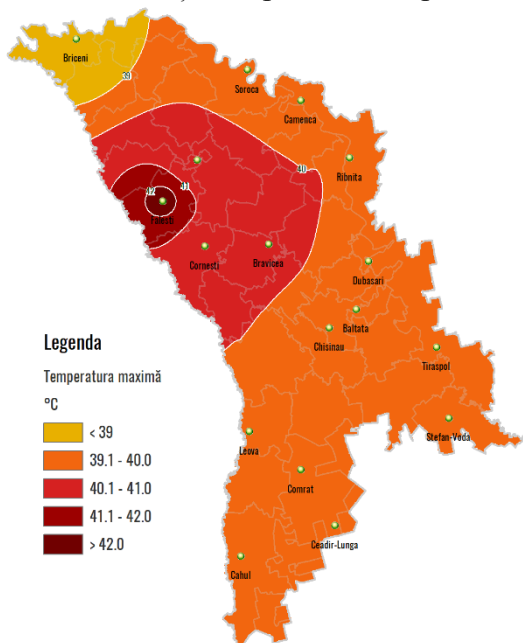 Briceni
39
Soroca
Camenca
40
Ribnita
42
41
Falesti
Cornesti
Bravicea
Dubasari
Baltata
Chisinau
Tiraspol
Stefan-Voda
Leova
Comrat
Ceadir-Lunga
Cahul
Legenda
Temperatura maximă
°C
< 39
39.1 - 40.0
40.1 - 41.0
41.1 - 42.0
> 42.0